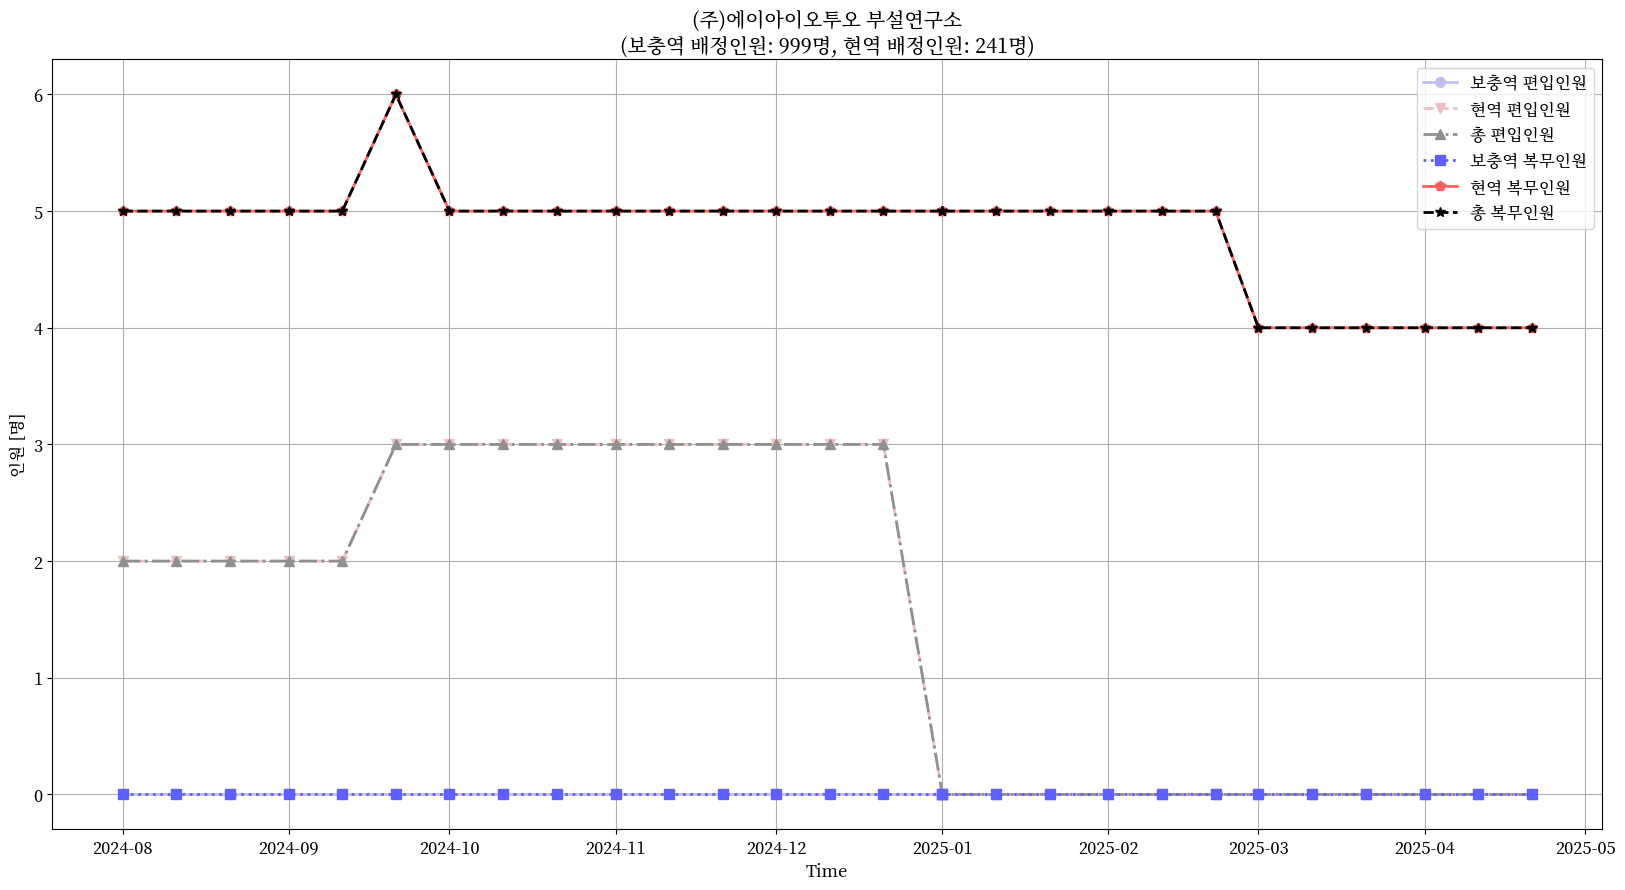 (주)에이아이오투오 부설연구소
(보충역 배정인원: 999명, 현역 배정인원: 241명)
보충역 편입인원
현역 편입인원
총 편입인원
보충역 복무인원
현역 복무인원
총 복무인원
인원 [명]
6
5
4
3
2
1
0
2024-08 2024-09 2024-10 2024-11 2024-12 2025-01 2025-02 2025-03 2025-04 2025-05
Time